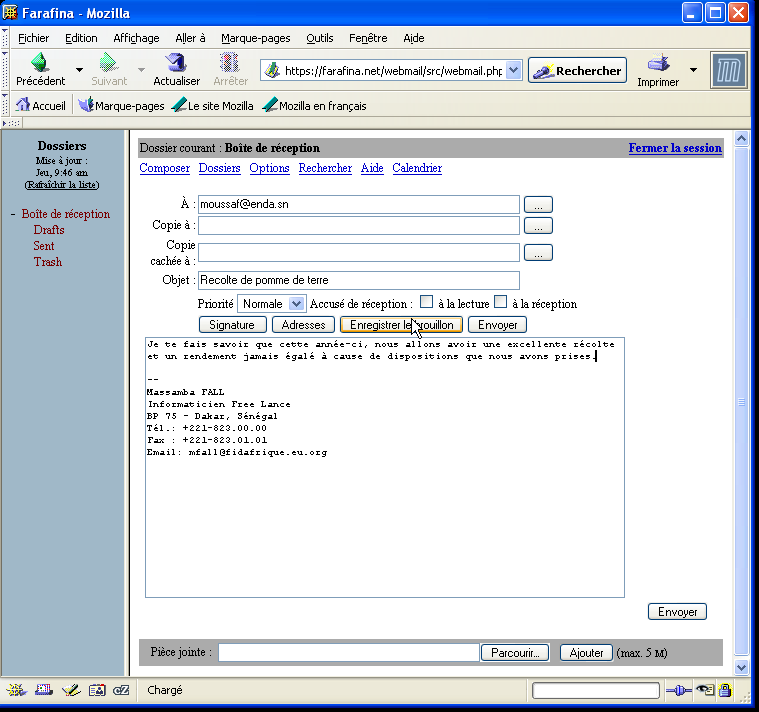 Farafina - Mozilla
Fichier Edition Affichage Aller à Marque-pages Outils Fenêtre Aide
Précédent Suivant Actualiser Arrêter https://farafina.net/webmail/src/webmail.php Rechercher Imprimer
Accueil Marque-pages Le site Mozilla Mozilla en français
Dossiers
Mise à jour :
Jeu, 9:46 am
(Rafraîchir la liste)
- Boîte de réception
Drafts
Sent
Trash
Dossier courant : Boîte de réception Fermer la session
Composer Dossiers Options Rechercher Aide Calendrier
À : moussaf@enda.sn ...
Copie à : ...
Copie
cachée à : ...
Objet : Recolte de pomme de terre
Priorité Normale Accusé de réception : à la lecture à la réception
Signature Adresses Enregistrer le brouillon Envoyer
Je te fais savoir que cette année-ci, nous allons avoir une excellente récolte
et un rendement jamais égalé à cause de dispositions que nous avons prises.
--
Massamba FALL
Informaticien Free Lance
BP 75 - Dakar, Sénégal
Tél.: +221-823.00.00
Fax : +221-823.01.01
Email: mfall@fidafrique.eu.org
Envoyer
Pièce jointe : Parcourir... Ajouter (max. 5 M)
Chargé